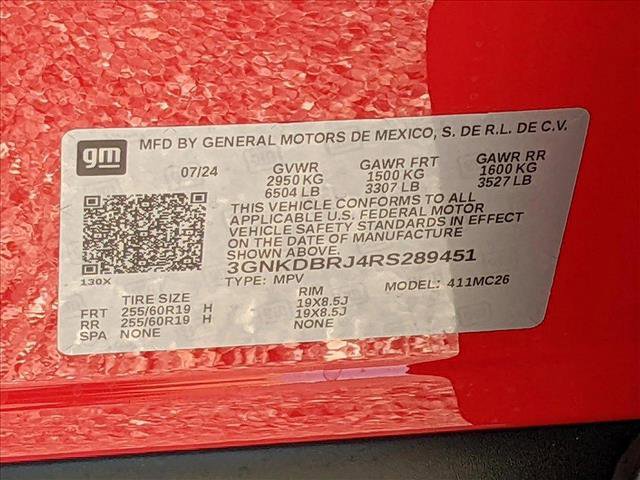 gm
MFD BY GENERAL MOTORS DE MEXICO, S. DE R.L. DE C.V.
07/24 GVWR GAWR FRT GAWR RR
2950 KG 1500 KG 1600 KG
6504 LB 3307 LB 3527 LB
THIS VEHICLE CONFORMS TO ALL
APPLICABLE U.S. FEDERAL MOTOR
VEHICLE SAFETY STANDARDS IN EFFECT
ON THE DATE OF MANUFACTURE
SHOWN ABOVE.
3GNKDBRJ4RS289451
130X
TYPE: MPV MODEL: 411MC26
TIRE SIZE RIM
FRT 255/60R19 H 19X8.5J
RR 255/60R19 H 19X8.5J
SPA NONE NONE